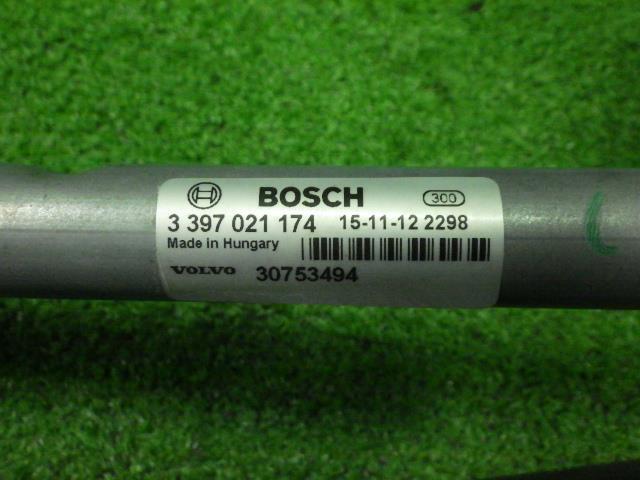 BOSCH 300
3 397 021 174 15-11-12 2298
Made in Hungary
VOLVO 30753494